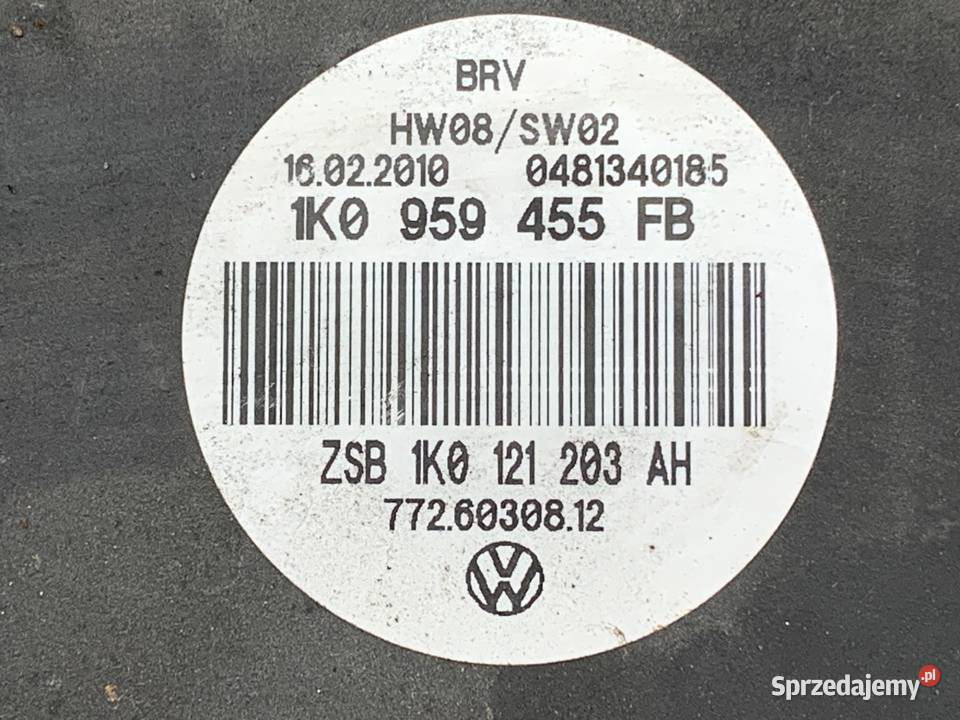 BRV
HW08/SW02
16.02.2010 0481340185
1K0 959 455 FB
ZSB 1K0 121 203 AH
772.60308.12
VW
Sprzedajemy.pl